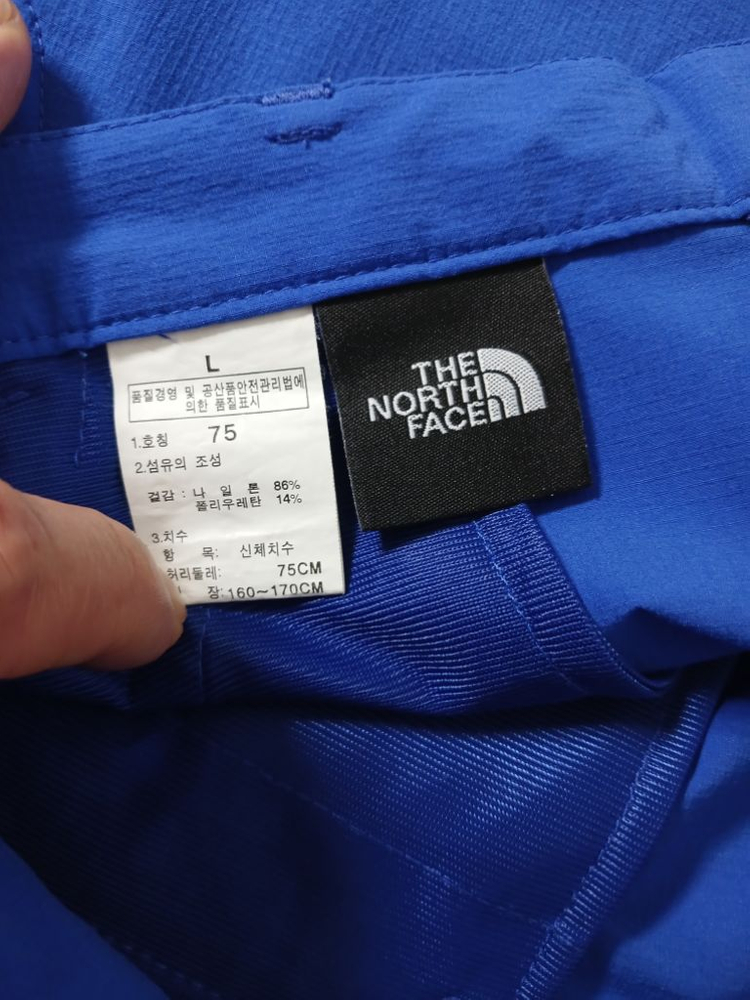 L
품질경영 및 공산품안전관리법에
의한 품질표시
1.호칭 75
2.섬유의 조성
겉감 : 나 일 론 86%
폴리우레탄 14%
3.치수
항 목: 신체치수
허리둘레: 75CM
장: 160~170CM
THE
NORTH
FACE